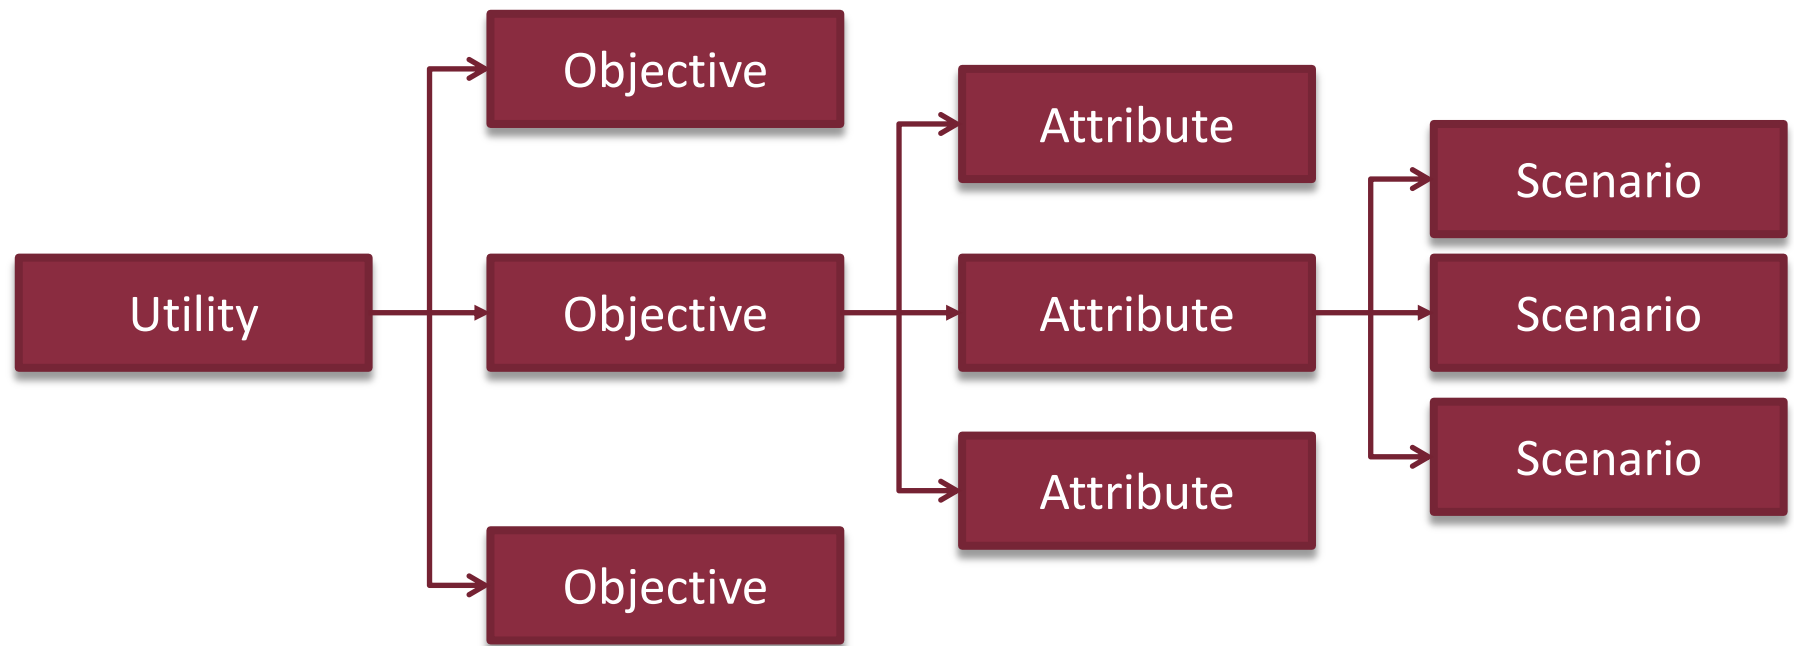 Utility
Objective
Objective
Objective
Attribute
Attribute
Attribute
Scenario
Scenario
Scenario